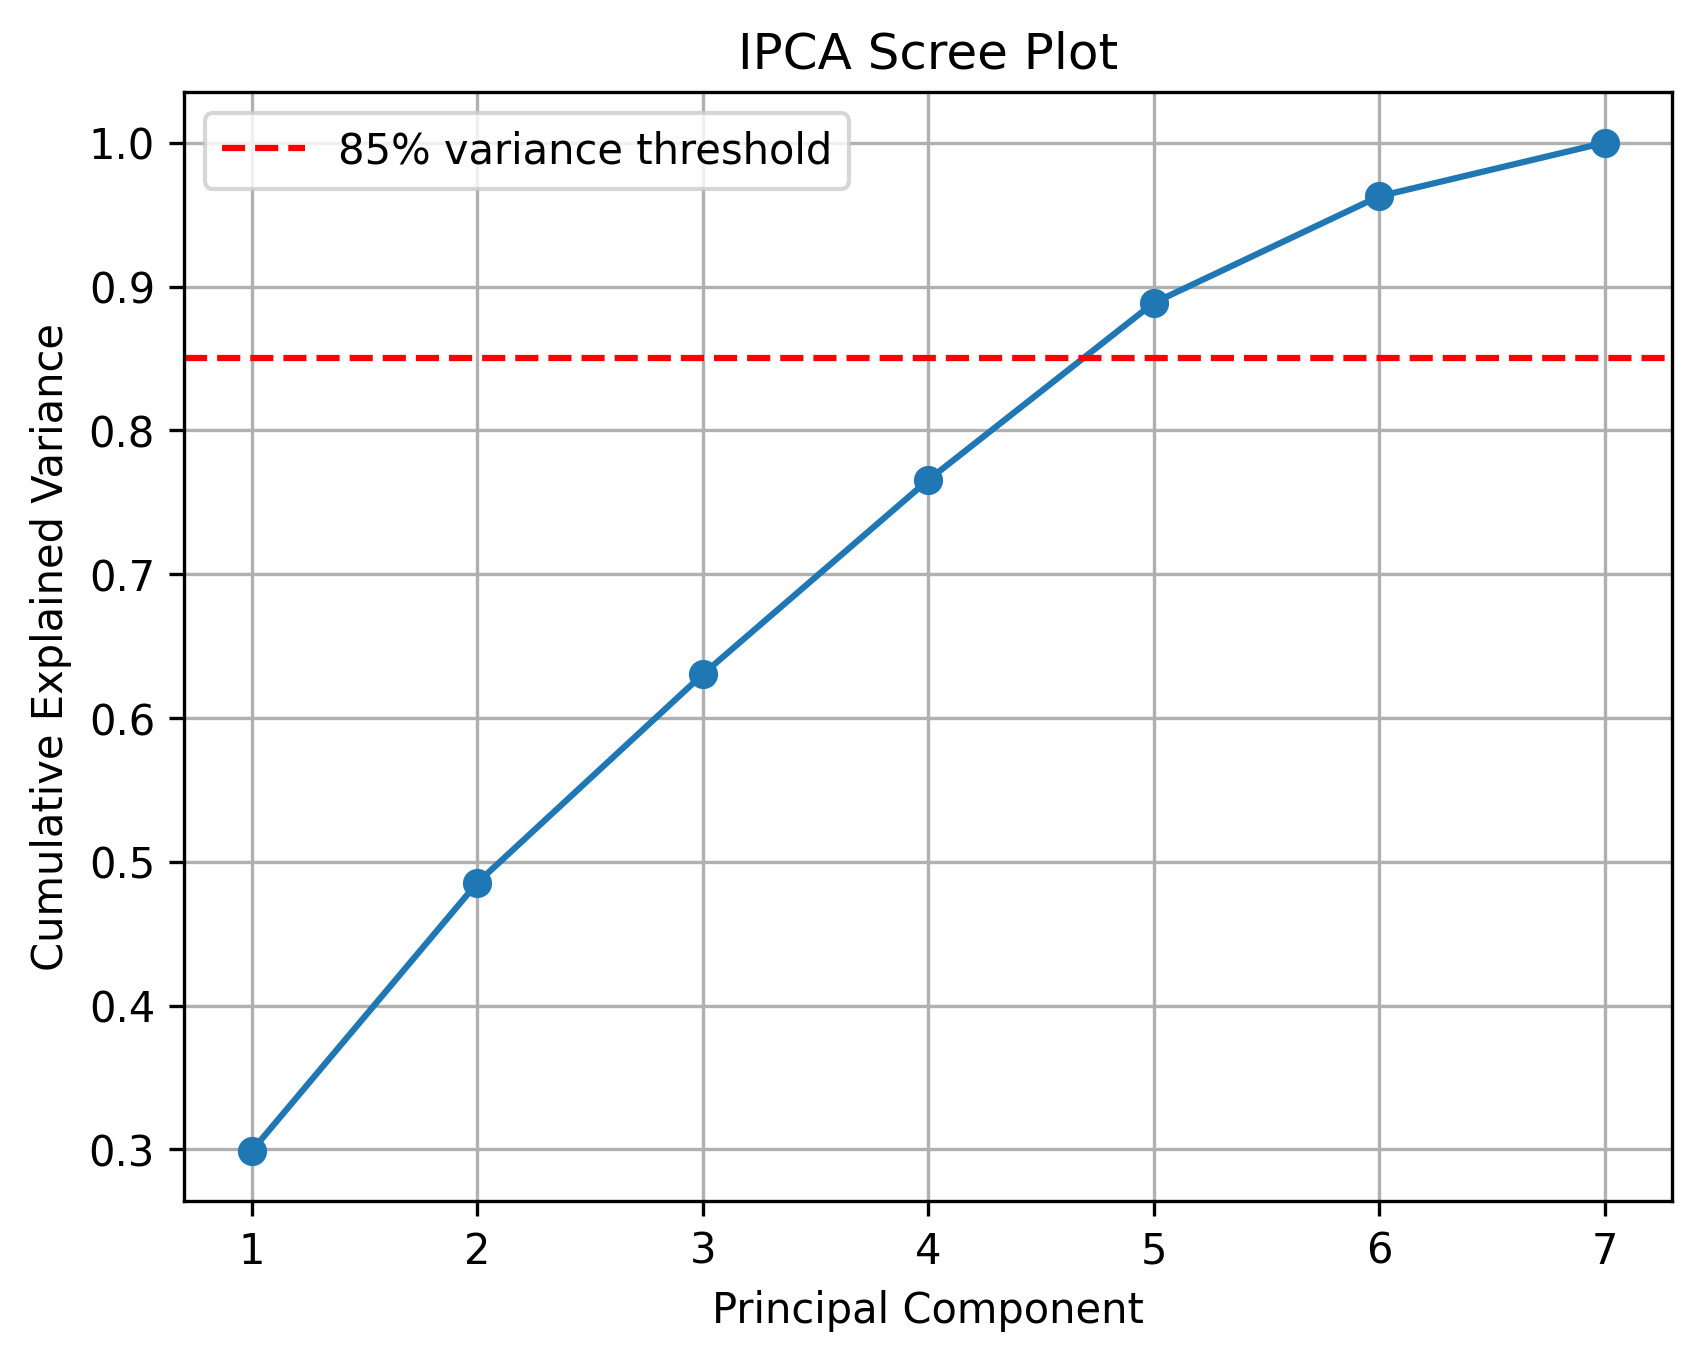 IPCA Scree Plot
85% variance threshold
Cumulative Explained Variance
1.0
0.9
0.8
0.7
0.6
0.5
0.4
0.3
1 2 3 4 5 6 7
Principal Component